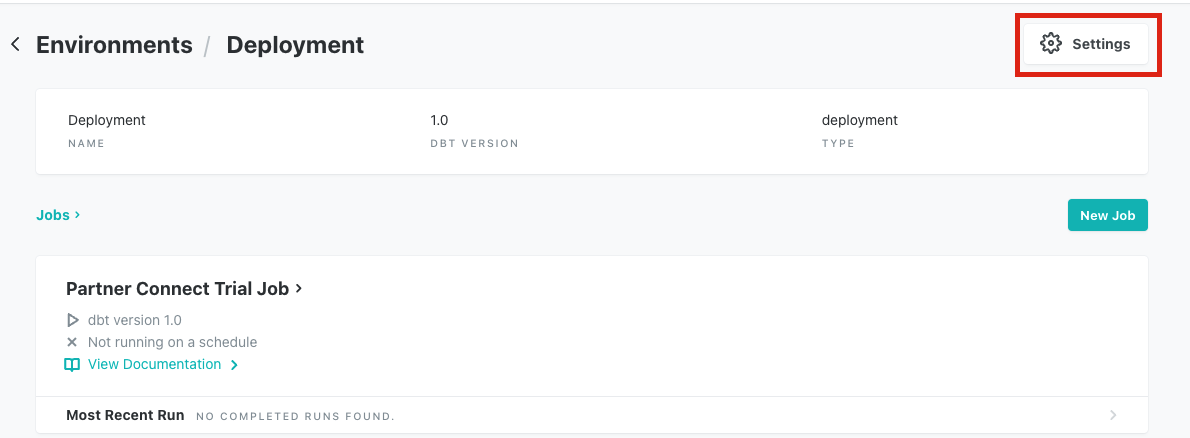 Environments / Deployment
Settings
Deployment 1.0 deployment
NAME DBT VERSION TYPE
Jobs ›
New Job
Partner Connect Trial Job ›
dbt version 1.0
Not running on a schedule
View Documentation
Most Recent Run NO COMPLETED RUNS FOUND.